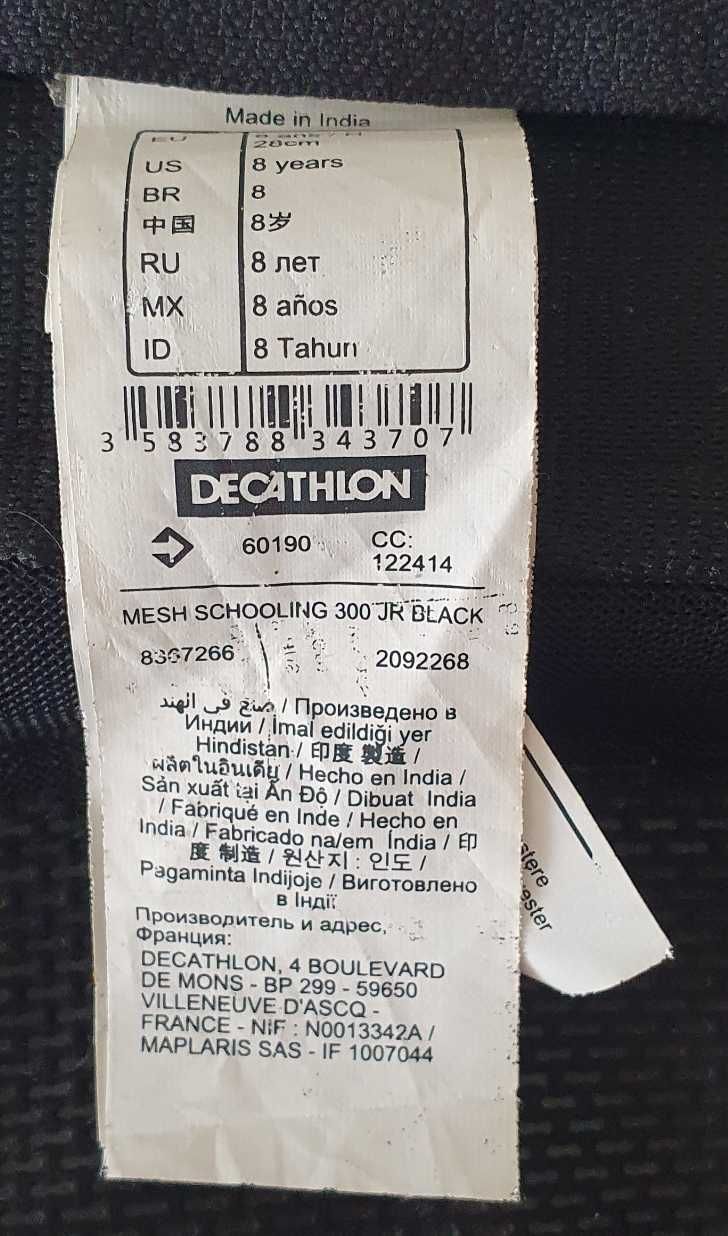 Made in India
EU
28cm
US 8 years
BR 8
中国 8岁
RU 8 лет
MX 8 años
ID 8 Tahun
3 583788 343707
DECATHLON
60190 CC:
122414
MESH SCHOOLING 300 JR BLACK
8367266 2092268
صنع في الهند / Произведено в
Индии / İmal edildiği yer
Hindistan / 印度 製造 /
ผลิตในอินเดีย / Hecho en India /
Sản xuất tại Ấn Độ / Dibuat India
/ Fabriqué en Inde / Hecho en
India / Fabricado na/em Índia / 印
度 制造 / 원산지 : 인도 /
Pagaminta Indijoje / Виготовлено
в Індії
Производитель и адрес,
Франция:
DECATHLON, 4 BOULEVARD
DE MONS - BP 299 - 59650
VILLENEUVE D'ASCQ -
FRANCE - NIF : N0013342A /
MAPLARIS SAS - IF 1007044